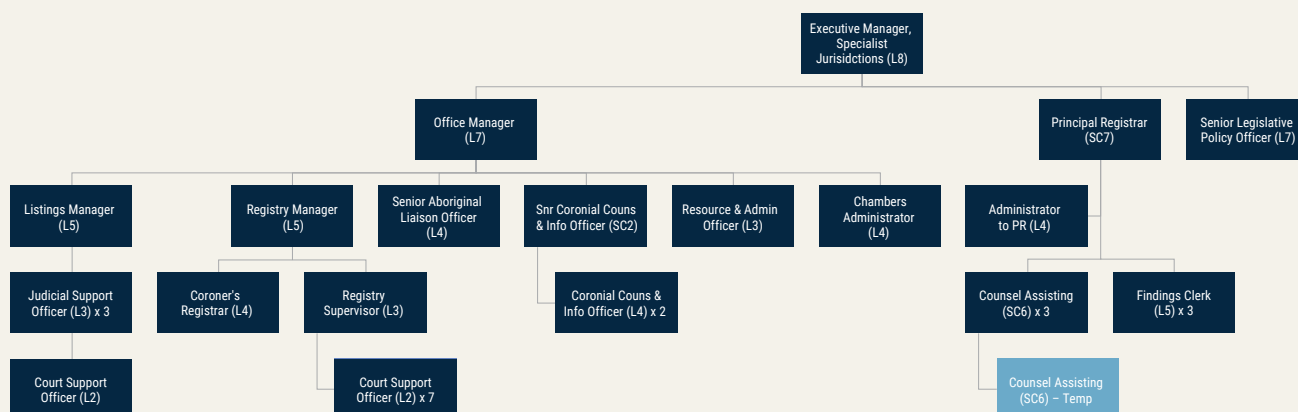 Executive Manager,
Specialist
Jurisidctions (L8)
Office Manager
(L7)
Principal Registrar
(SC7)
Senior Legislative
Policy Officer (L7)
Listings Manager
(L5)
Registry Manager
(L5)
Senior Aboriginal
Liaison Officer
(L4)
Snr Coronial Couns
& Info Officer (SC2)
Resource & Admin
Officer (L3)
Chambers
Administrator
(L4)
Administrator
to PR (L4)
Judicial Support
Officer (L3) x 3
Coroner's
Registrar (L4)
Registry
Supervisor (L3)
Coronial Couns &
Info Officer (L4) x 2
Counsel Assisting
(SC6) x 3
Findings Clerk
(L5) x 3
Court Support
Officer (L2)
Court Support
Officer (L2) x 7
Counsel Assisting
(SC6) – Temp